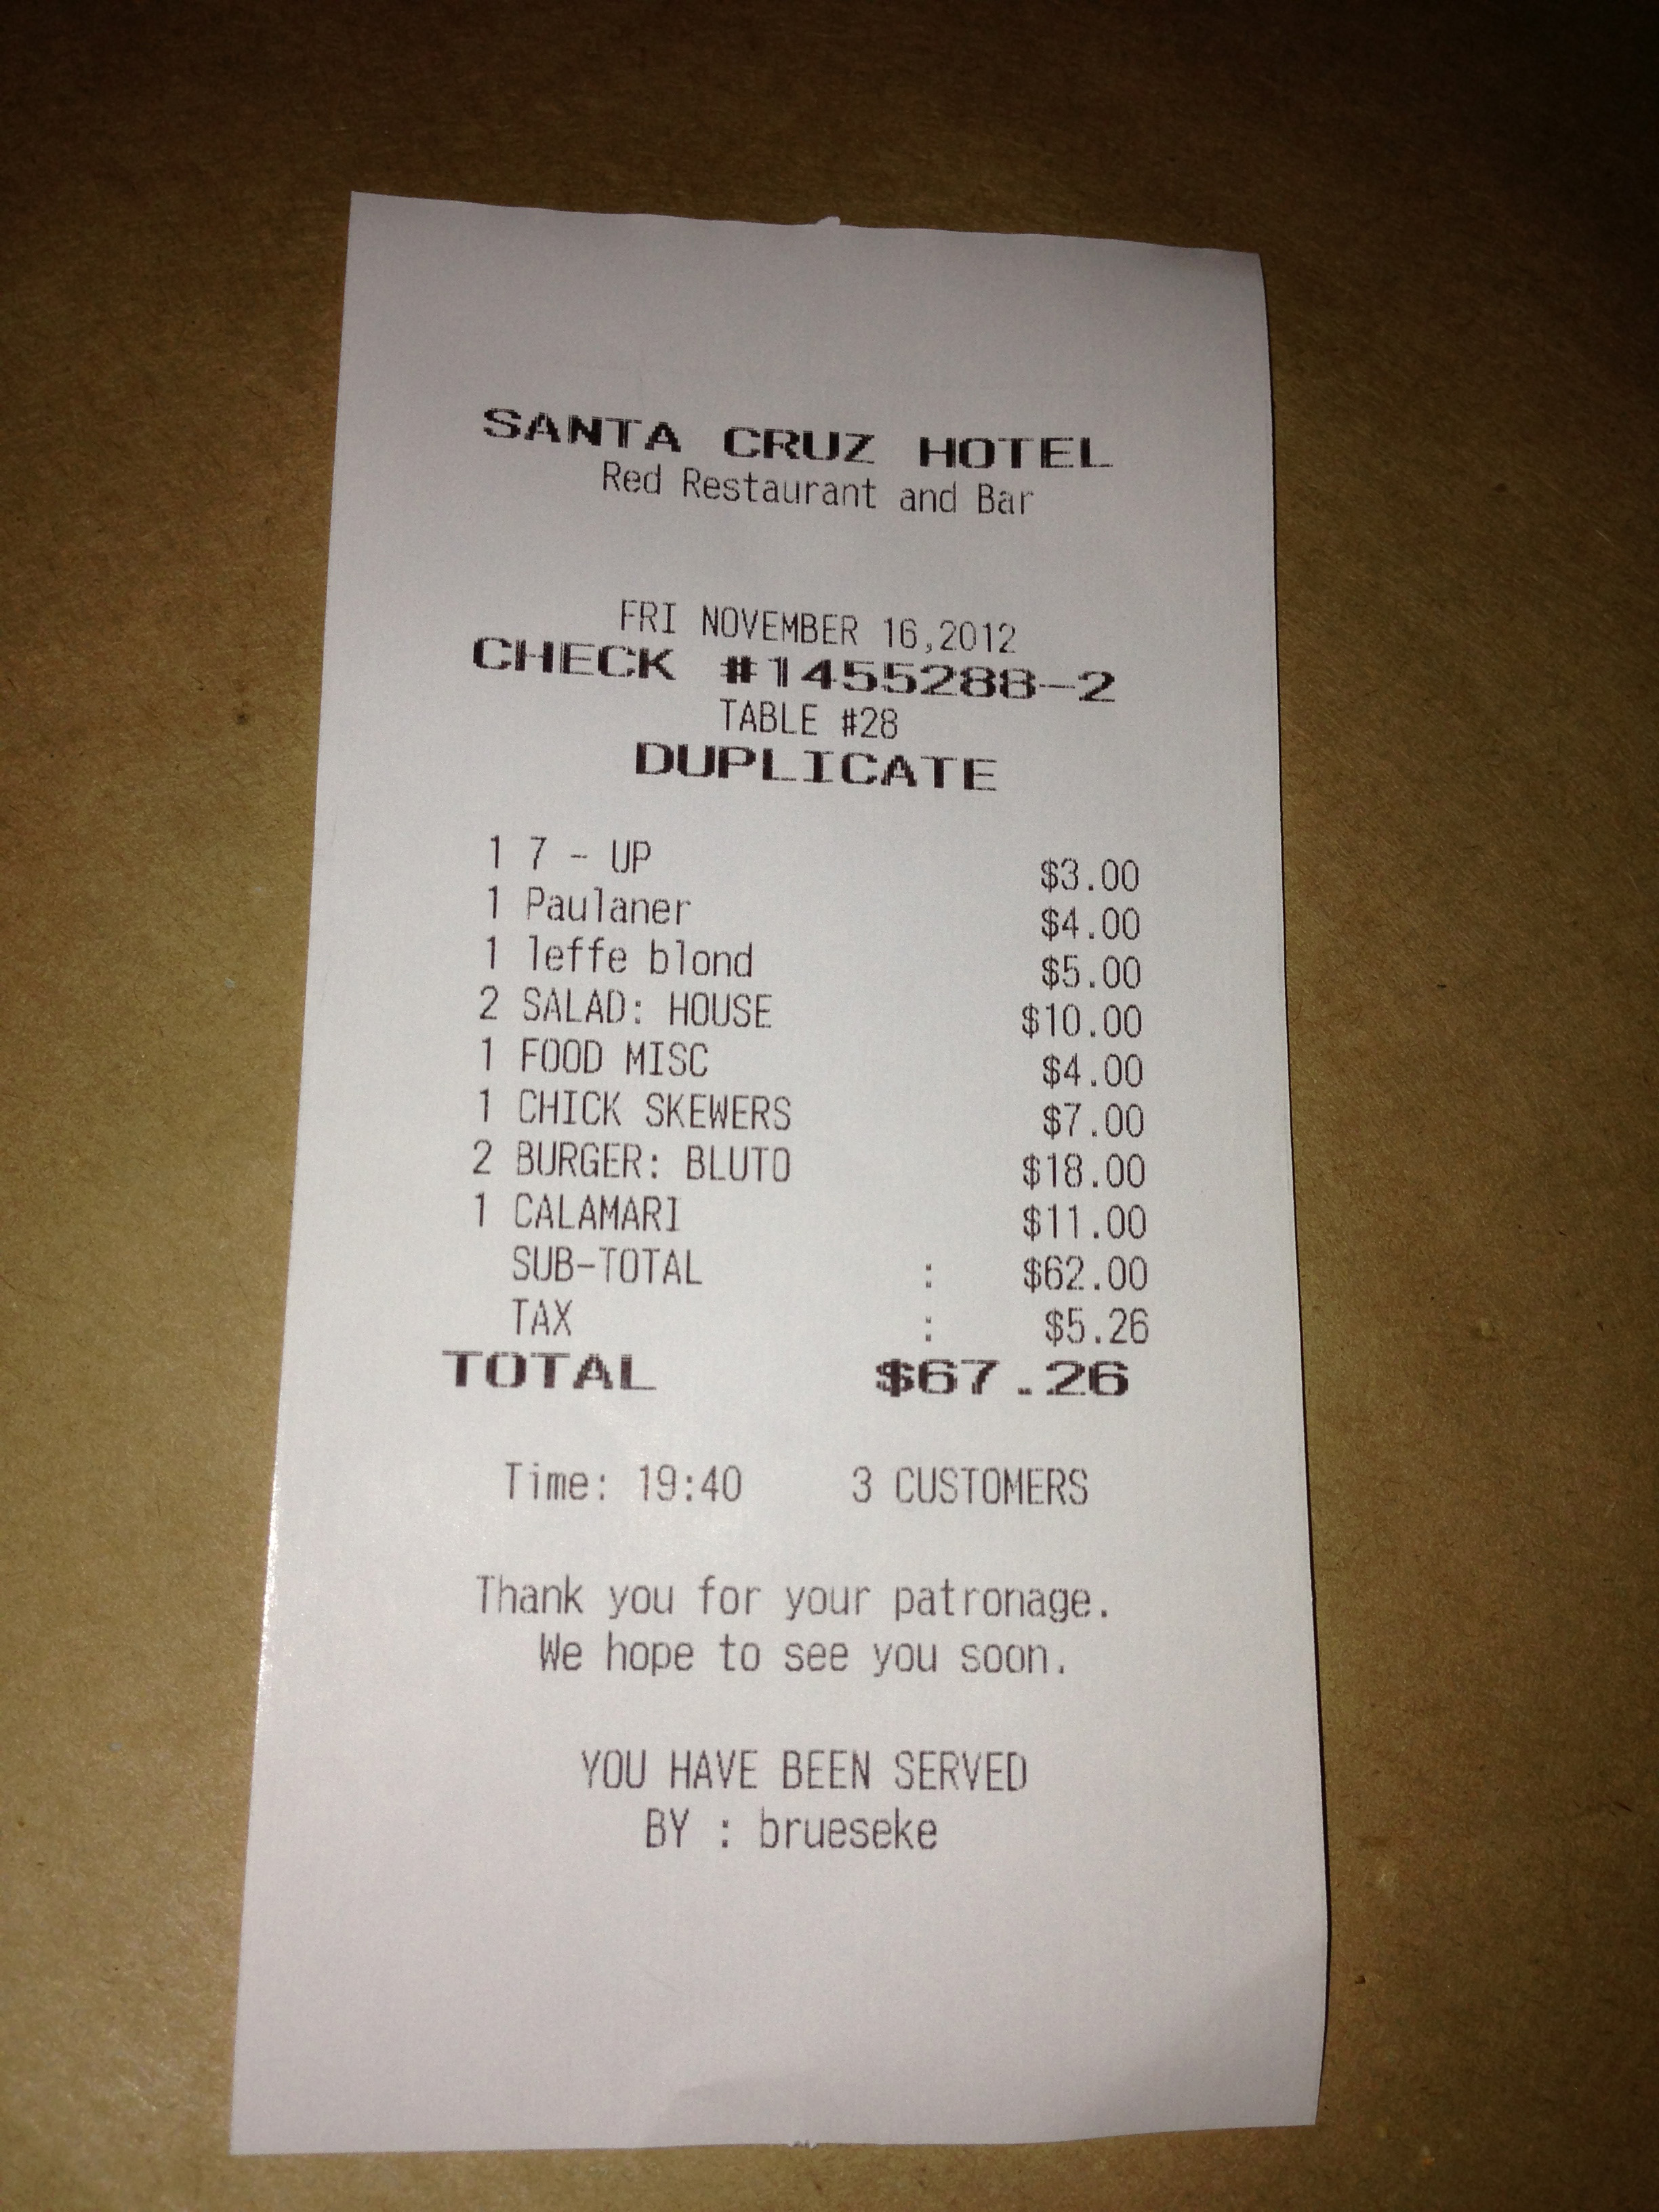 SANTA CRUZ HOTEL
Red Restaurant and Bar
FRI NOVEMBER 16,2012
CHECK #1455288-2
TABLE #28
DUPLICATE
1 7 - UP $3.00
1 Paulaner $4.00
1 leffe blond $5.00
2 SALAD: HOUSE $10.00
1 FOOD MISC $4.00
1 CHICK SKEWERS $7.00
2 BURGER: BLUTO $18.00
1 CALAMARI $11.00
SUB-TOTAL : $62.00
TAX : $5.26
TOTAL $67.26
Time: 19:40 3 CUSTOMERS
Thank you for your patronage.
We hope to see you soon.
YOU HAVE BEEN SERVED
BY : brueseke